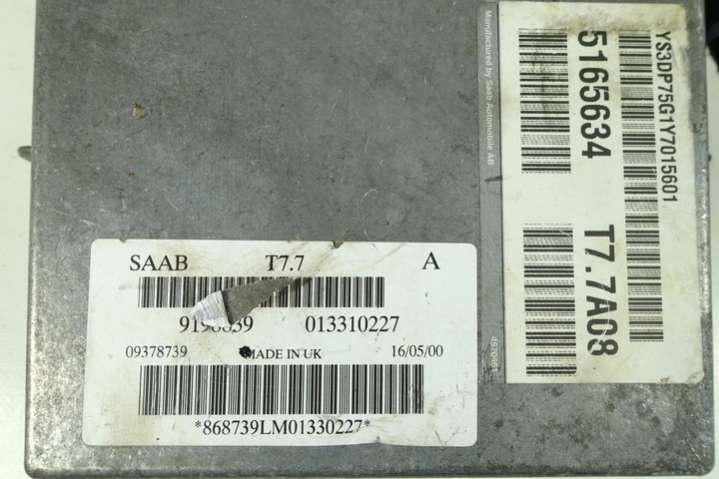 SAAB T7.7 A
013310227
09378739 MADE IN UK 16/05/00
*868739LM01330227*
Manufactured by Saab Automobile AB
5165634 T7.7A08
YS3DP75G1Y7015601